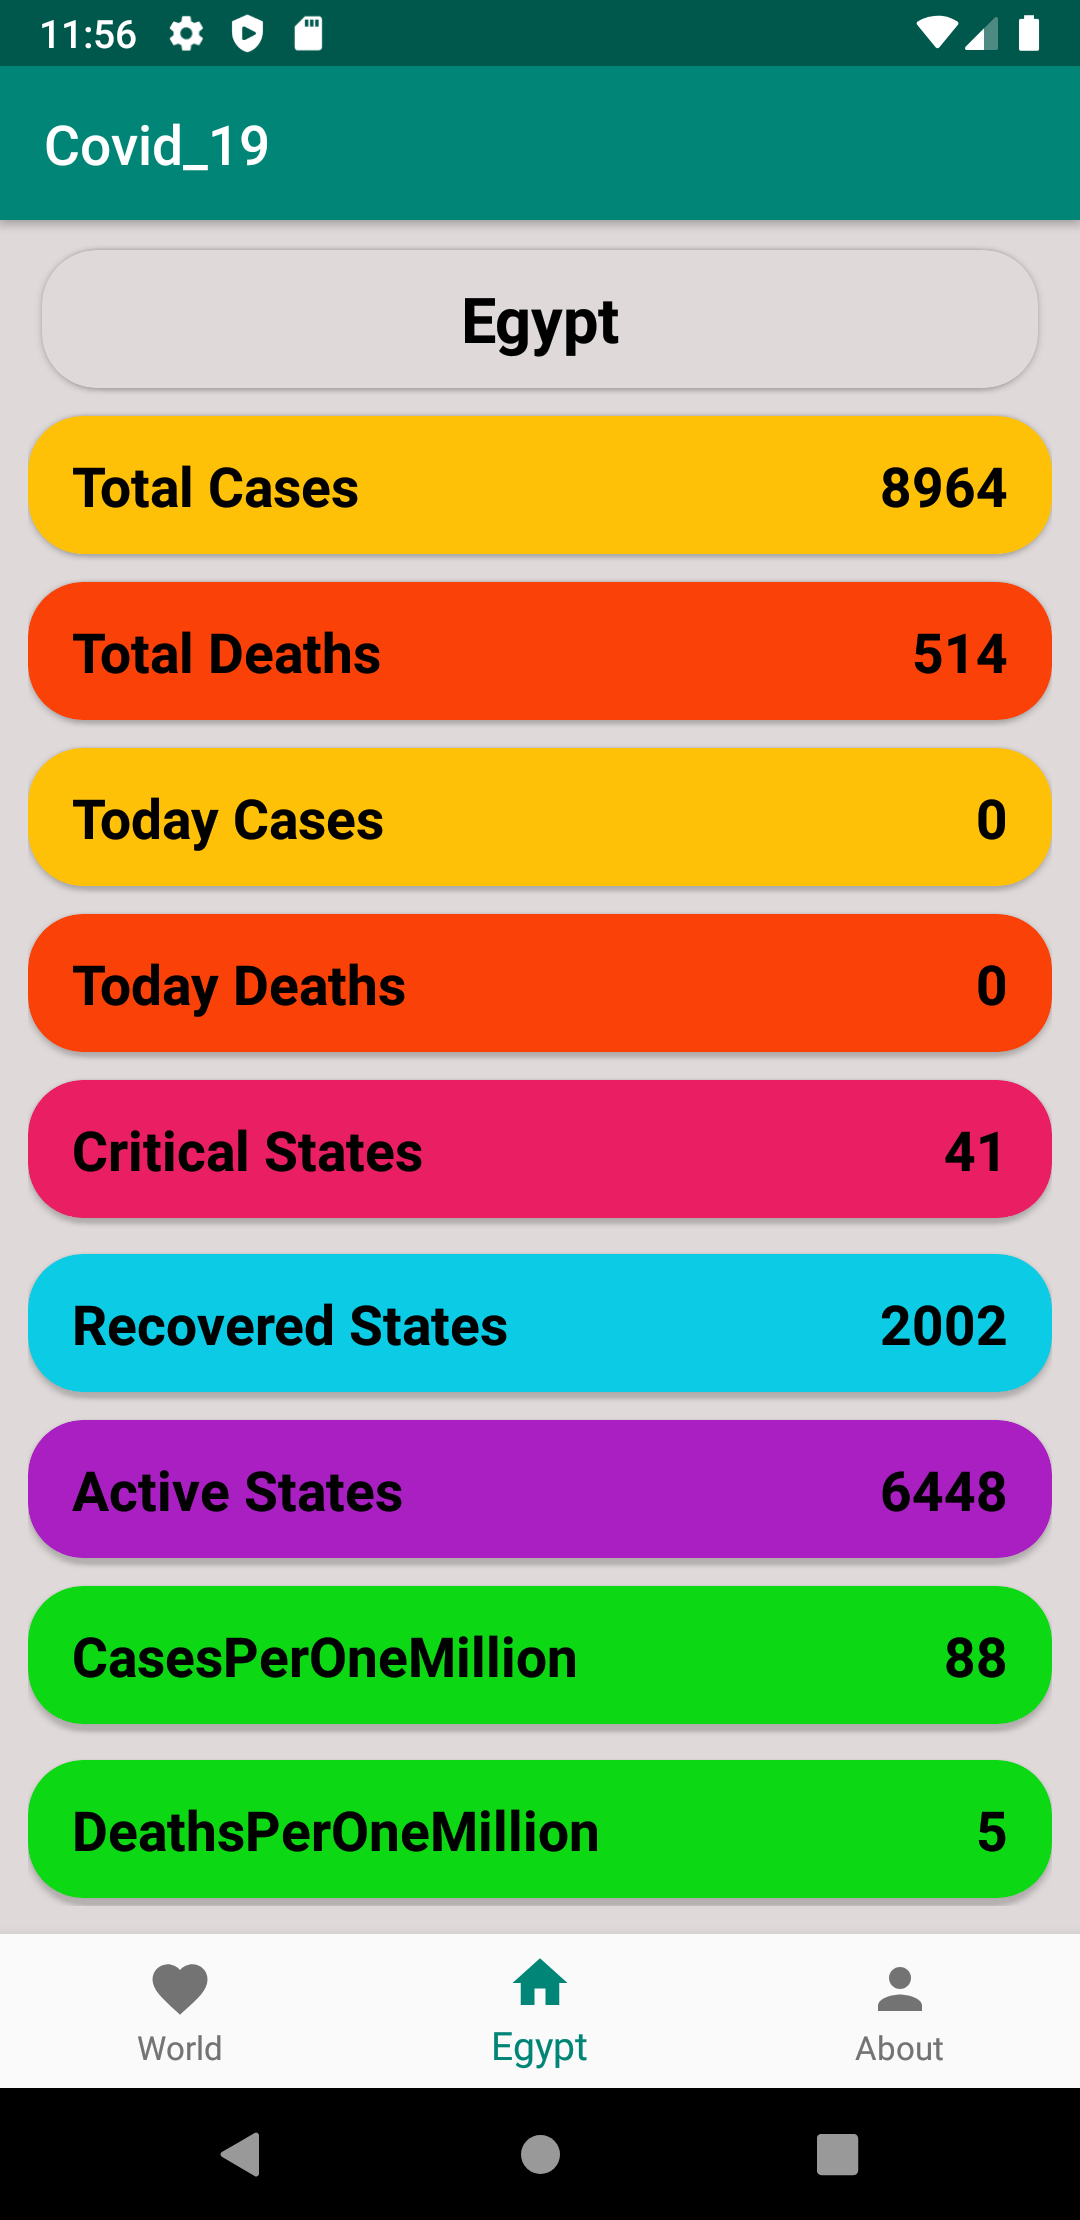 11:56
Covid_19
Egypt
Total Cases 8964
Total Deaths 514
Today Cases 0
Today Deaths 0
Critical States 41
Recovered States 2002
Active States 6448
CasesPerOneMillion 88
DeathsPerOneMillion 5
World Egypt About